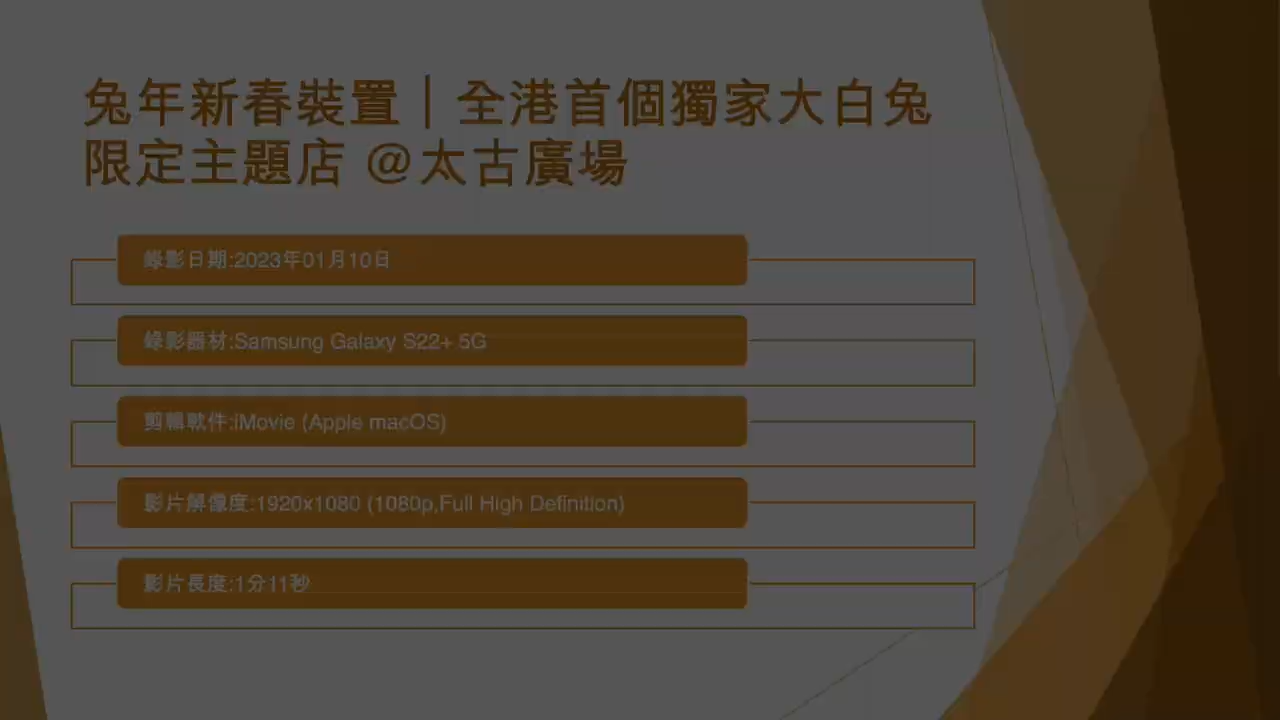 兔年新春裝置｜全港首個獨家大白兔
限定主題店 @太古廣場
錄影日期:2023年01月10日
錄影器材:Samsung Galaxy S22+ 5G
剪輯軟件:iMovie (Apple macOS)
影片解像度:1920x1080 (1080p,Full High Definition)
影片長度:1分11秒